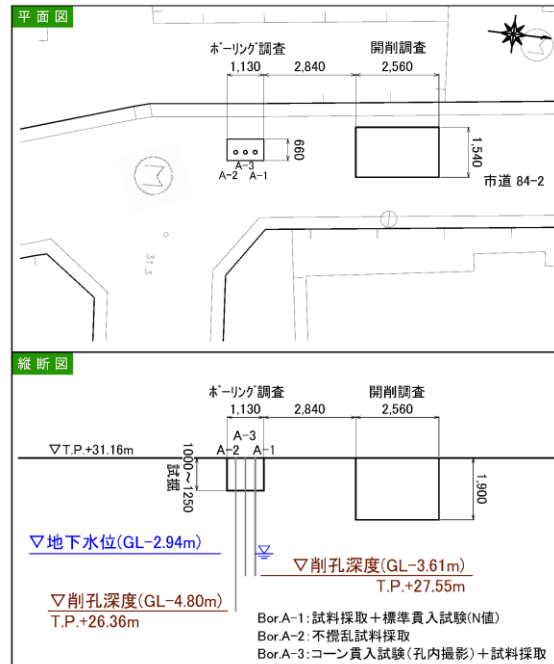 平面図
ボーリング調査
開削調査
1,130
2,840
2,560
660
1,540
A-3
A-2
A-1
市道 84-2
M
M
31.3
縦断図
ボーリング調査
開削調査
1,130
2,840
2,560
A-3
▽T.P.+31.16m
A-2
A-1
1000~1250
試掘
1,900
▽地下水位(GL-2.94m)
▽削孔深度(GL-3.61m)
T.P.+27.55m
▽削孔深度(GL-4.80m)
T.P.+26.36m
Bor.A-1:試料採取+標準貫入試験(N値)
Bor.A-2:不攪乱試料採取
Bor.A-3:コーン貫入試験(孔内撮影)+試料採取